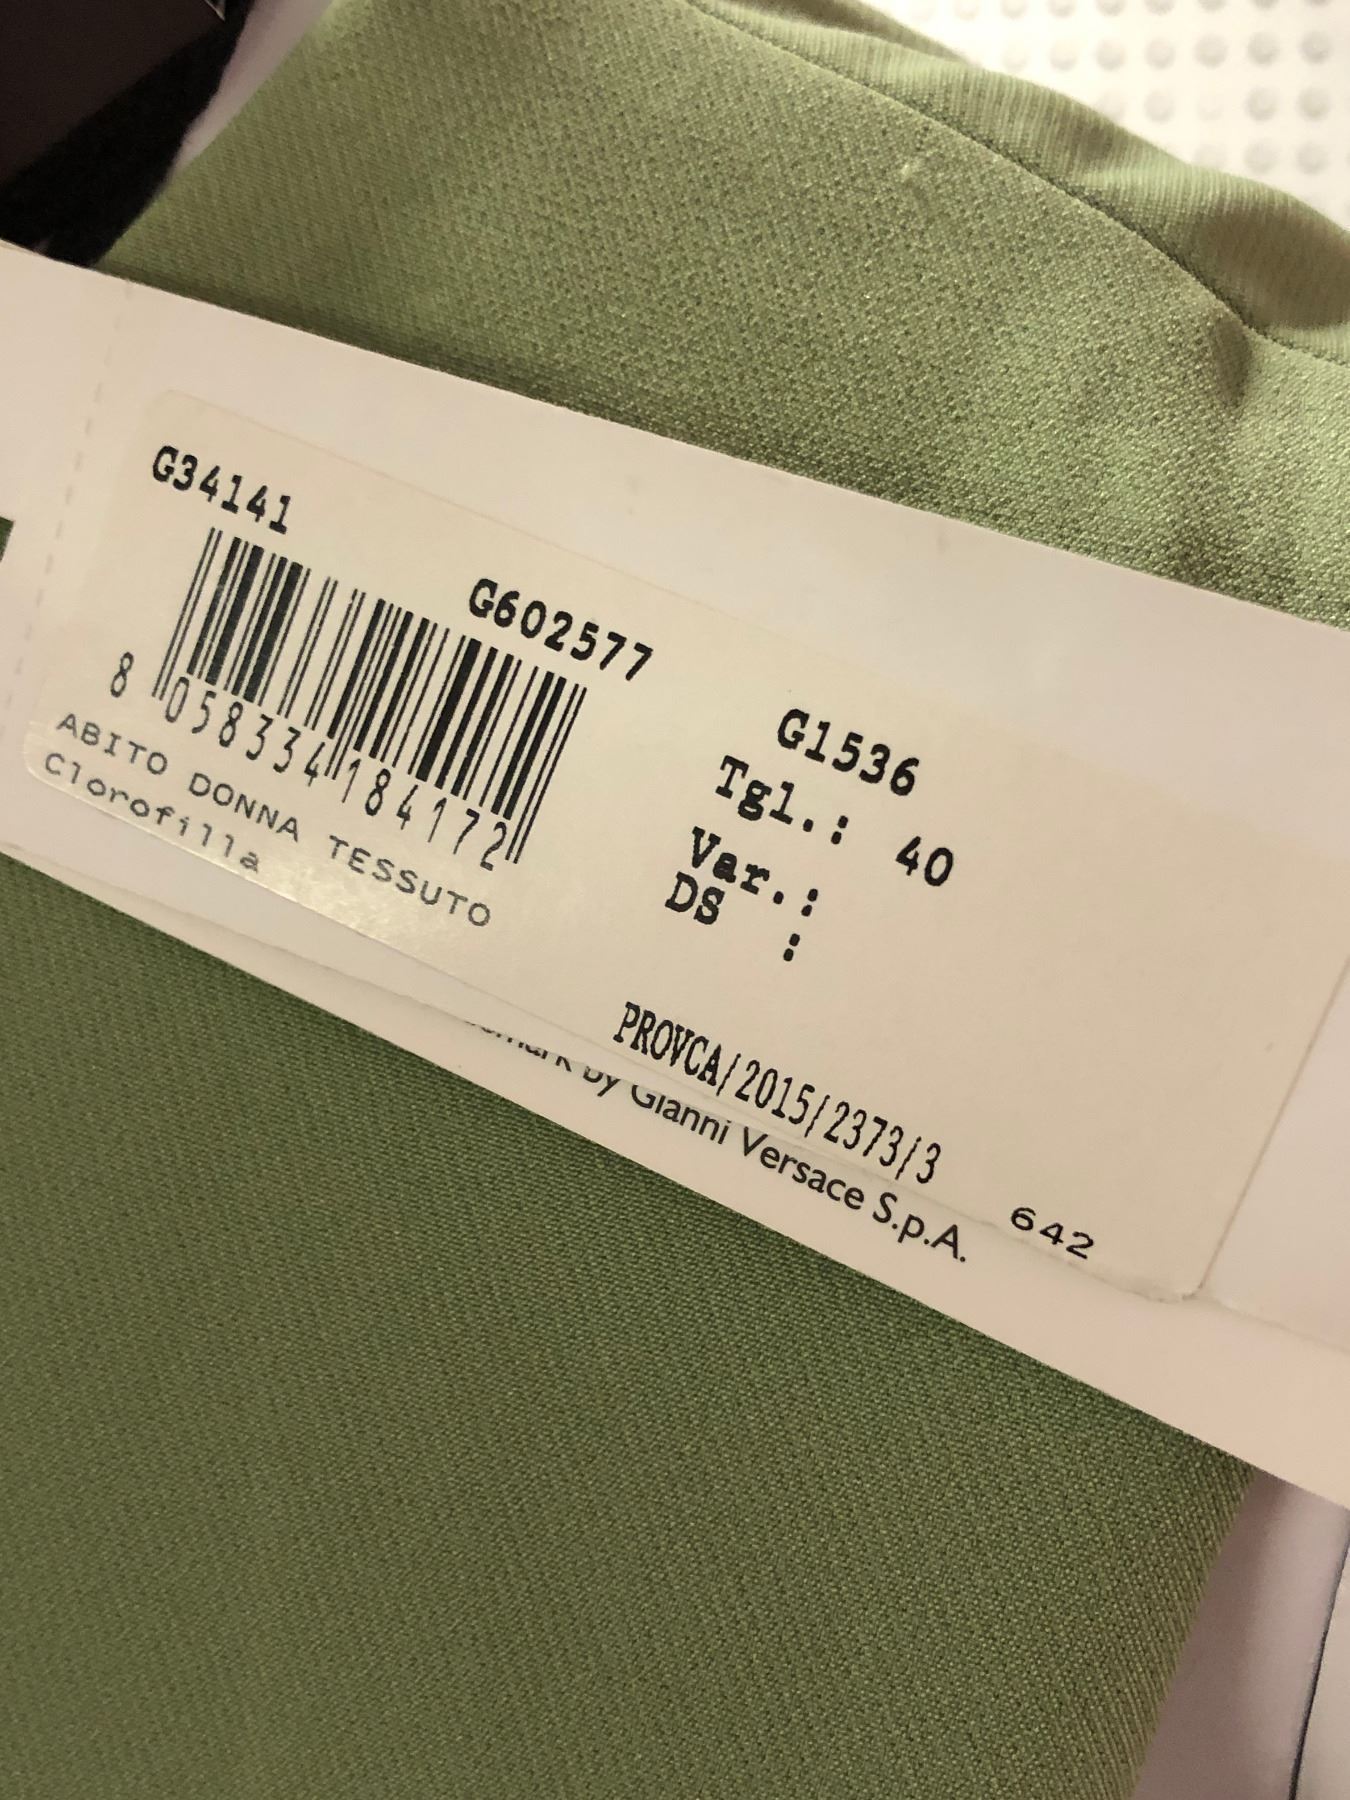 G34141
G602577
G1536
8 058334 184172
Tgl.: 40
Var.:
DS :
ABITO DONNA TESSUTO
Clorofilla
PROVCA/2015/2373/3
by Gianni Versace S.p.A.
642